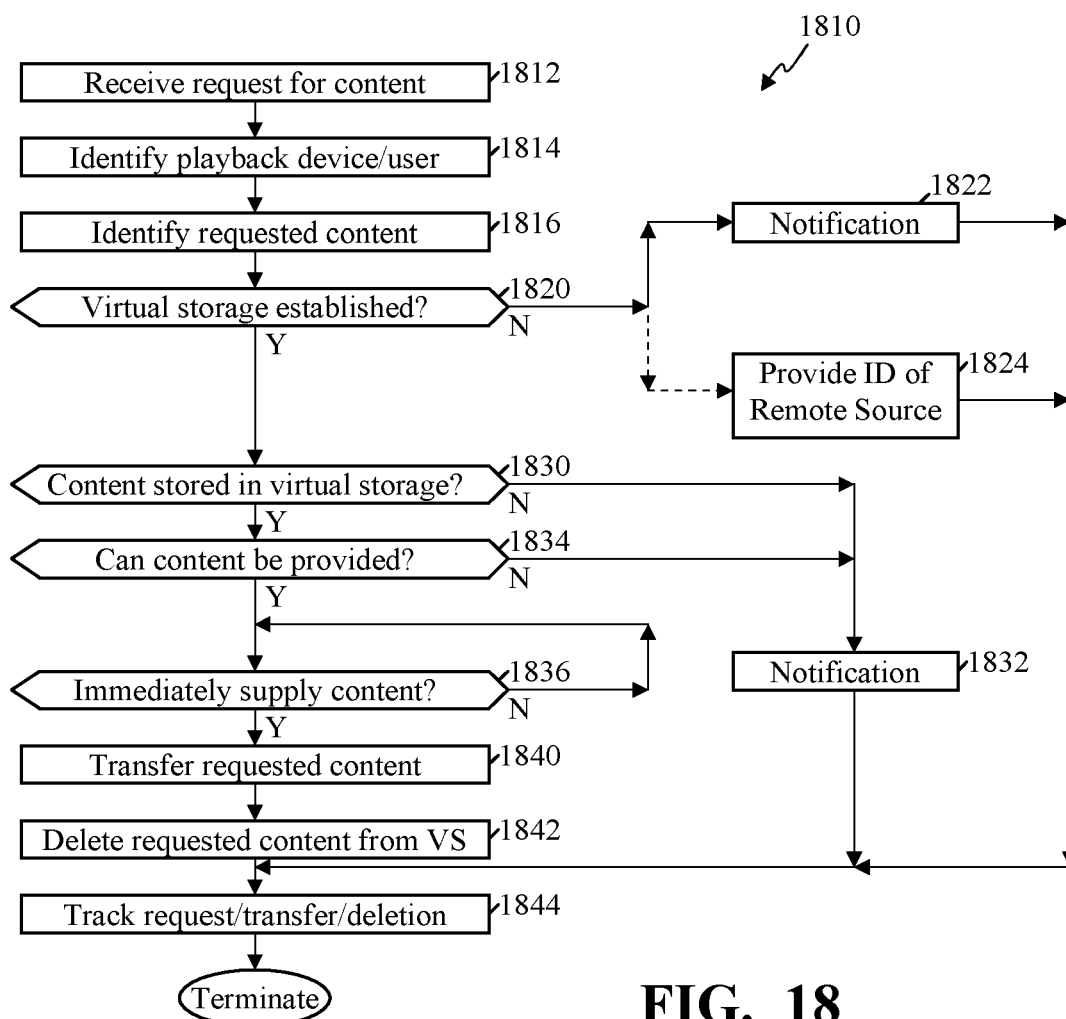 1810
Receive request for content
1812
Identify playback device/user
1814
Identify requested content
1816
1822
Notification
Virtual storage established?
1820
N
Y
Provide ID of
Remote Source
1824
Content stored in virtual storage?
1830
N
Y
Can content be provided?
1834
N
Y
Immediately supply content?
1836
N
Y
Notification
1832
Transfer requested content
1840
Delete requested content from VS
1842
Track request/transfer/deletion
1844
Terminate
FIG. 18